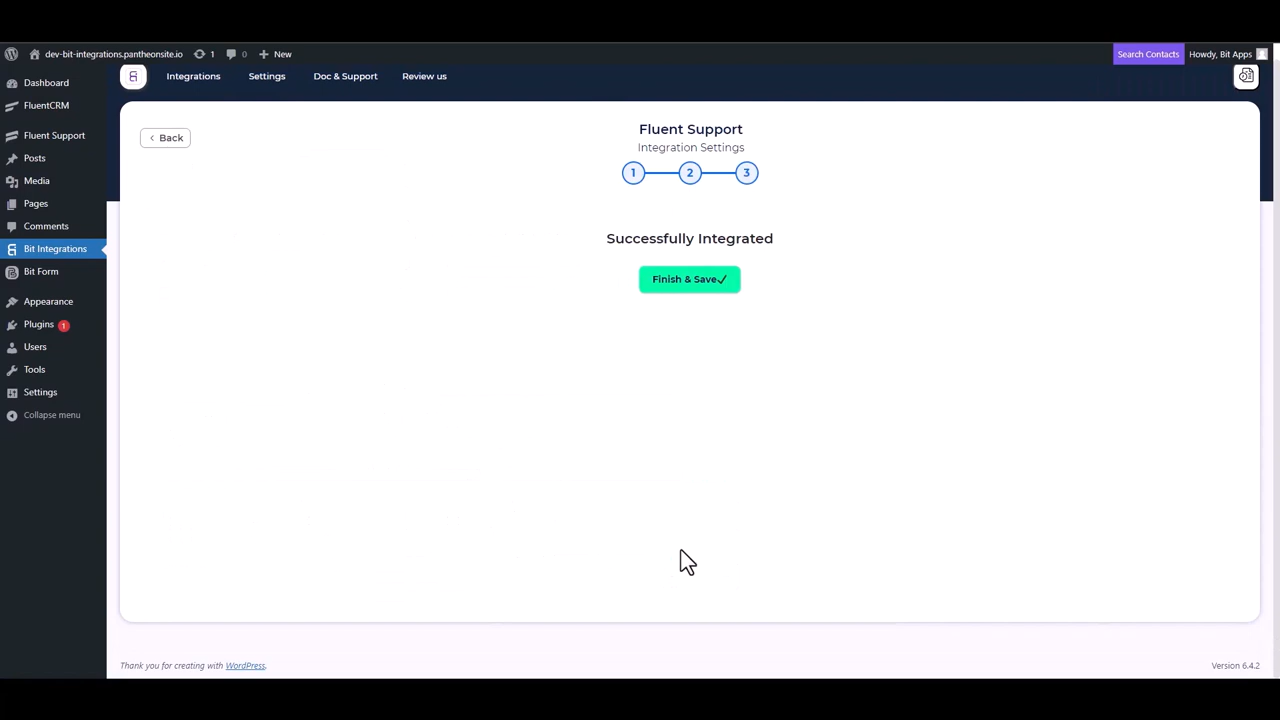 dev-bit-integrations.pantheonsite.io
1
0
New
Search Contacts
Howdy, Bit Apps
Integrations
Settings
Doc & Support
Review us
Dashboard
FluentCRM
Fluent Support
Posts
Media
Pages
Comments
Bit Integrations
Bit Form
Appearance
Plugins 1
Users
Tools
Settings
Collapse menu
Back
Fluent Support
Integration Settings
1 2 3
Successfully Integrated
Finish & Save✓
Thank you for creating with WordPress.
Version 6.4.2